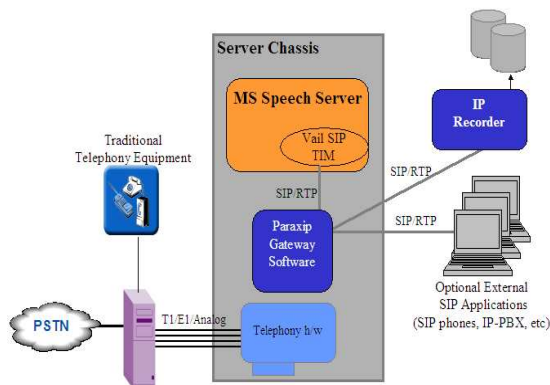 Server Chassis
MS Speech Server
Vail SIP
TIM
IP
Recorder
Traditional
Telephony Equipment
SIP/RTP
SIP/RTP
SIP/RTP
Paraxip
Gateway
Software
Optional External
SIP Applications
(SIP phones, IP-PBX, etc)
PSTN
T1/E1/Analog
Telephony h/w